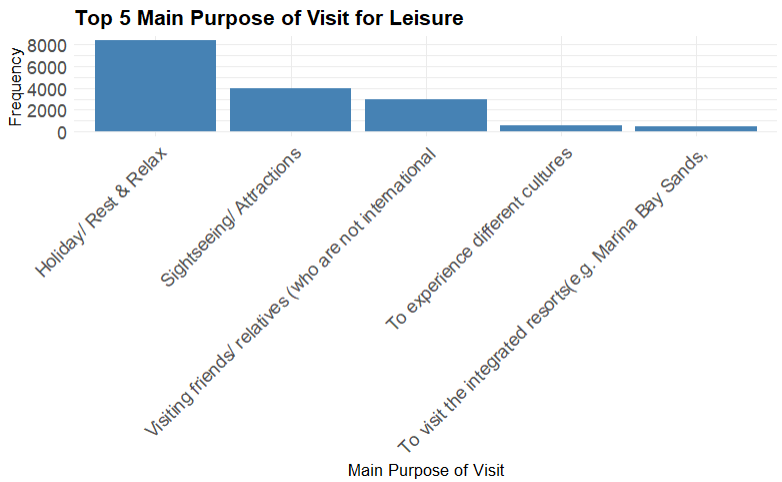 Top 5 Main Purpose of Visit for Leisure
Frequency
8000
6000
4000
2000
0
Holiday/ Rest & Relax
Sightseeing/ Attractions
Visiting friends/ relatives (who are not international
To experience different cultures
To visit the integrated resorts(e.g. Marina Bay Sands,
Main Purpose of Visit